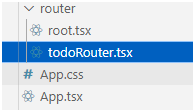 router
root.tsx
todoRouter.tsx
# App.css
App.tsx